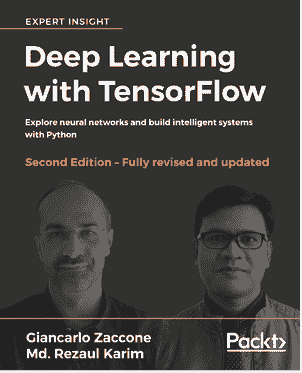 EXPERT INSIGHT
Deep Learning
with TensorFlow
Explore neural networks and build intelligent systems
with Python
Second Edition – Fully revised and updated
Giancarlo Zaccone
Md. Rezaul Karim
Packt>